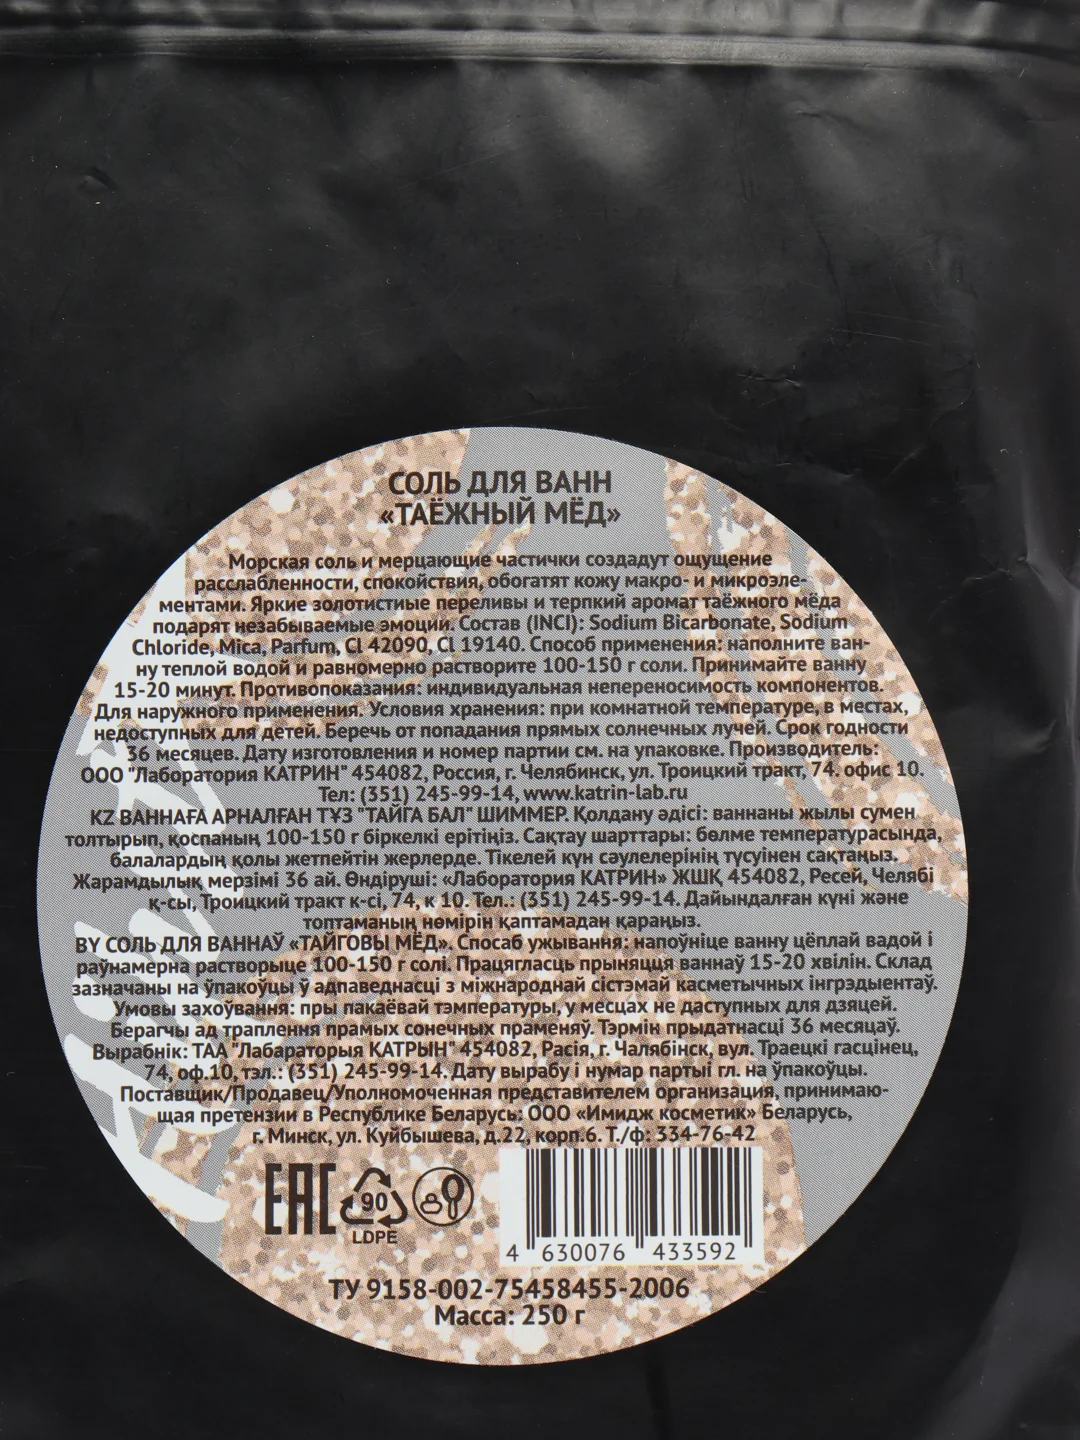 СОЛЬ ДЛЯ ВАНН
«ТАЁЖНЫЙ МЁД»
Морская соль и мерцающие частички создадут ощущение
расслабленности, спокойствия, обогатят кожу макро- и микроэле-
ментами. Яркие золотистые переливы и терпкий аромат таёжного мёда
подарят незабываемые эмоции. Состав (INCI): Sodium Bicarbonate, Sodium
Chloride, Mica, Parfum, Cl 42090, Cl 19140. Способ применения: наполните ван-
ну теплой водой и равномерно растворите 100-150 г соли. Принимайте ванну
15-20 минут. Противопоказания: индивидуальная непереносимость компонентов.
Для наружного применения. Условия хранения: при комнатной температуре, в местах,
недоступных для детей. Беречь от попадания прямых солнечных лучей. Срок годности
36 месяцев. Дату изготовления и номер партии см. на упаковке. Производитель:
ООО "Лаборатория КАТРИН" 454082, Россия, г. Челябинск, ул. Троицкий тракт, 74. офис 10.
Тел: (351) 245-99-14, www.katrin-lab.ru
KZ ВАННАҒА АРНАЛҒАН ТҰЗ "ТАЙГА БАЛ" ШИММЕР. Қолдану әдісі: ваннаны жылы сумен
толтырып, қоспаның 100-150 г біркелкі ерітіңіз. Сақтау шарттары: бөлме температурасында,
балалардың қолы жетпейтін жерлерде. Тікелей күн сәулелерінің түсуінен сақтаңыз.
Жарамдылық мерзімі 36 ай. Өндіруші: «Лаборатория КАТРИН» ЖШҚ 454082, Ресей, Челябі
қ-сы, Троицкий тракт к-сі, 74, к 10. Тел.: (351) 245-99-14. Дайындалған күні және
топтаманың нөмірін қаптамадан қараңыз.
BY СОЛЬ ДЛЯ ВАННАЎ «ТАЙГОВЫ МЁД». Спосаб ужывання: напоўніце ванну цёплай вадой і
раўнамерна растворыце 100-150 г солі. Працягласць прыняцця ваннаў 15-20 хвілін. Склад
зазначаны на ўпакоўцы ў адпаведнасці з міжнароднай сістэмай касметычных інгрэдыентаў.
Умовы захоўвання: пры пакаёвай тэмпературы, у месцах не даступных для дзяцей.
Берагчы ад траплення прамых сонечных праменяў. Тэрмін прыдатнасці 36 месяцаў.
Вырабнік: ТАА "Лабараторыя КАТРЫН" 454082, Расія, г. Чалябінск, вул. Траецкі гасцінец,
74, оф.10, тэл.: (351) 245-99-14. Дату вырабу і нумар партыі гл. на ўпакоўцы.
Поставщик/Продавец/Уполномоченная представителем организация, принимаю-
щая претензии в Республике Беларусь: ООО «Имидж косметик» Беларусь,
г. Минск, ул. Куйбышева, д.22, корп.6. Т./ф: 334-76-42
EAC 90
LDPE
4 630076 433592
ТУ 9158-002-75458455-2006
Масса: 250 г